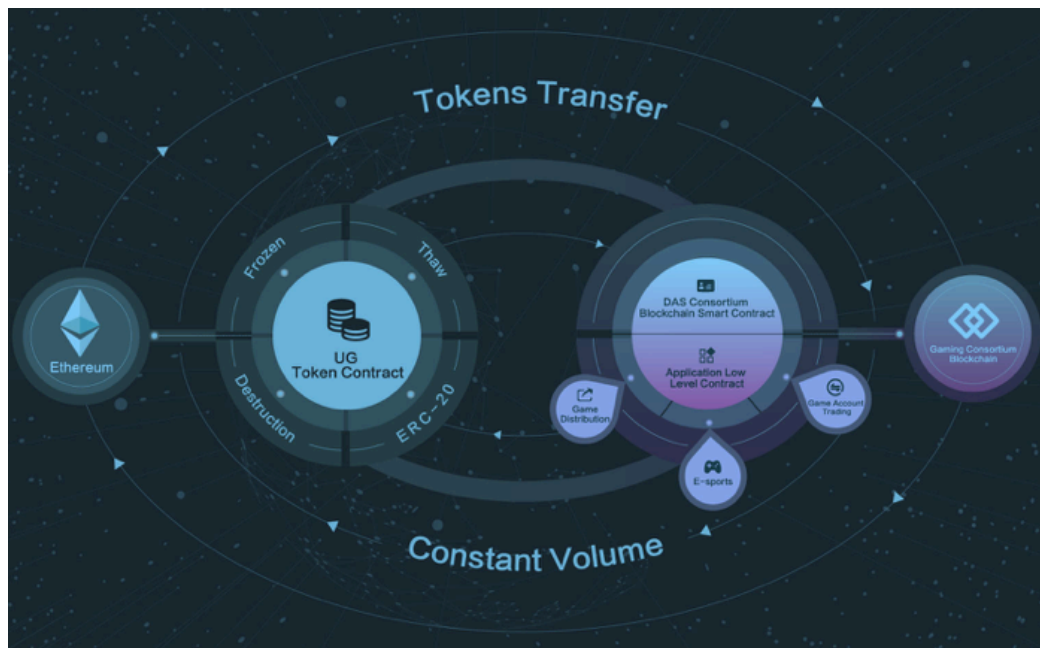 Tokens Transfer
Frozen
Thaw
Destruction
ERC-20
Ethereum
UG
Token Contract
DAS Consortium
Blockchain Smart Contract
Application Low
Level Contract
Gaming Consortium
Blockchain
Game
Distribution
E-sports
Game Account
Trading
Constant Volume